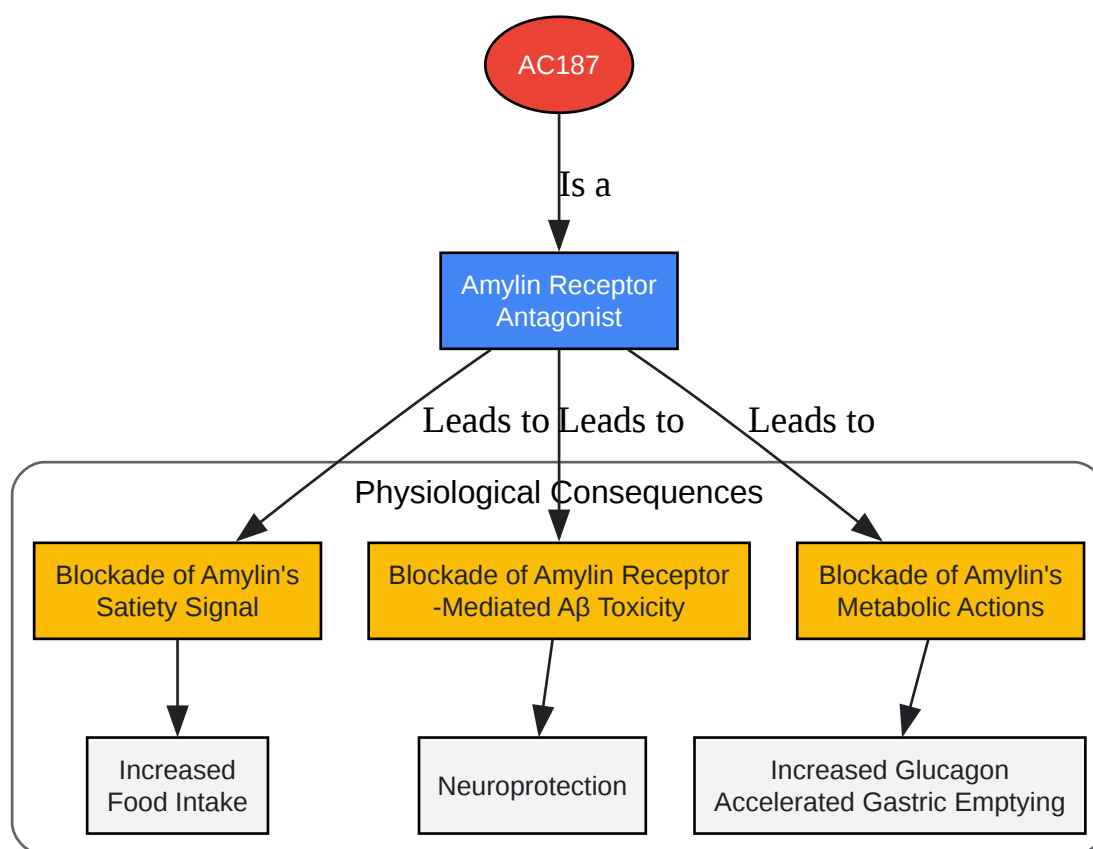 AC187
Is a
Amylin Receptor
Antagonist
Leads to
Leads to
Leads to
Physiological Consequences
Blockade of Amylin's
Satiety Signal
Blockade of Amylin Receptor
-Mediated Aβ Toxicity
Blockade of Amylin's
Metabolic Actions
Increased
Food Intake
Neuroprotection
Increased Glucagon
Accelerated Gastric Emptying